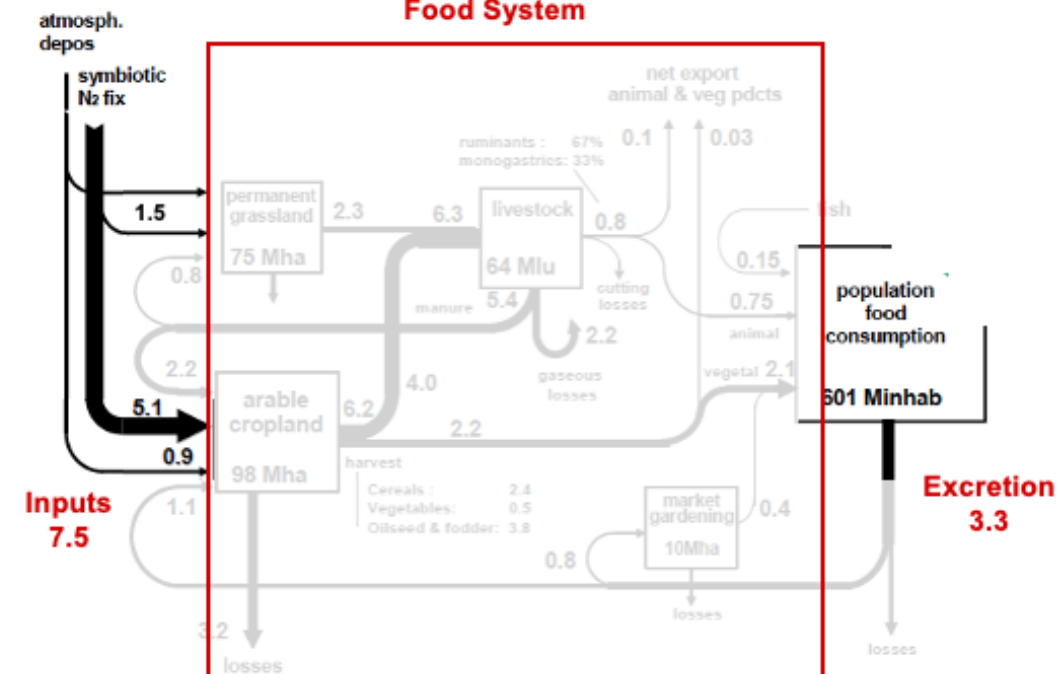 Food System
atmosph.
depos
symbiotic
N₂ fix
net export
animal & veg pdcts
ruminants : 67%
monogastrics: 33%
0.1
0.03
permanent
grassland
75 Mha
1.5
2.3
6.3
livestock
64 Mlu
0.8
fish
0.15
0.8
cutting
losses
0.75
animal
population
food
consumption
601 Minhab
manure
5.4
2.2
gaseous
losses
2.2
vegetal 2.1
arable
cropland
98 Mha
5.1
0.9
6.2
4.0
2.2
harvest
Cereals : 2.4
Vegetables: 0.5
Oilseed & fodder: 3.8
Inputs
7.5
1.1
market
gardening
10Mha
0.4
0.8
losses
Excretion
3.3
3.2
losses
losses